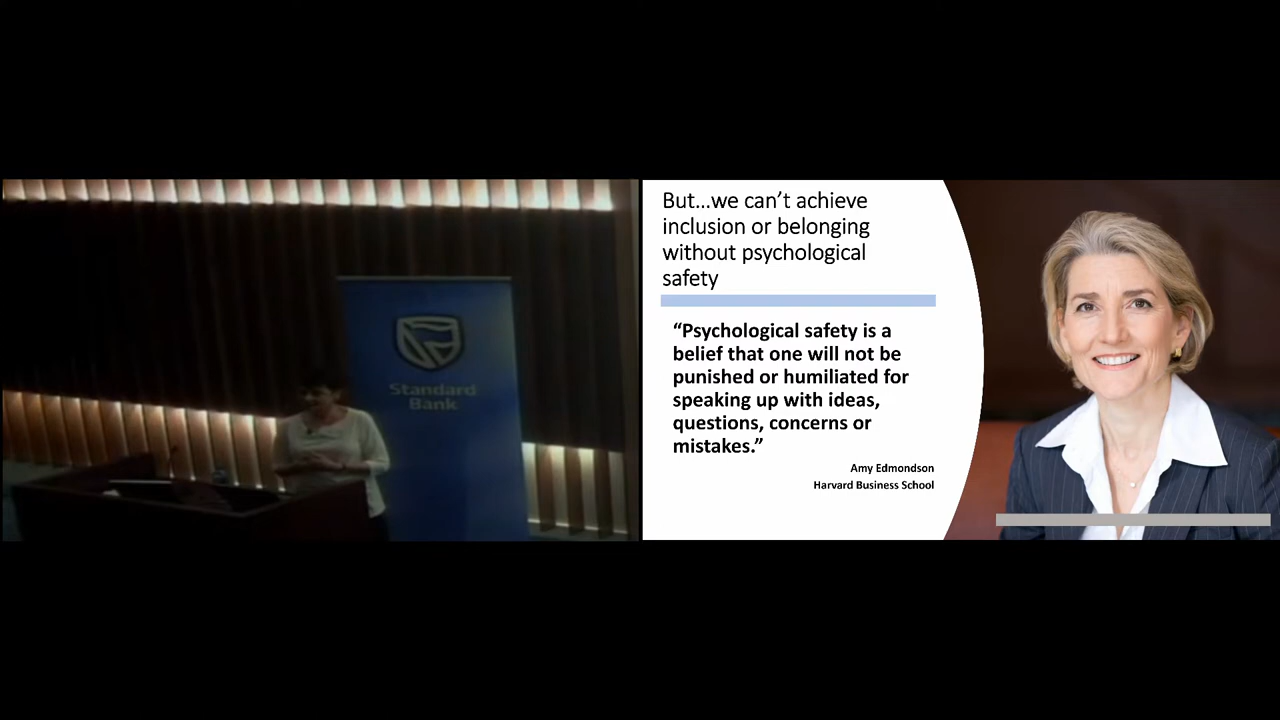 Standard
Bank
But...we can't achieve
inclusion or belonging
without psychological
safety
“Psychological safety is a
belief that one will not be
punished or humiliated for
speaking up with ideas,
questions, concerns or
mistakes.”
Amy Edmondson
Harvard Business School